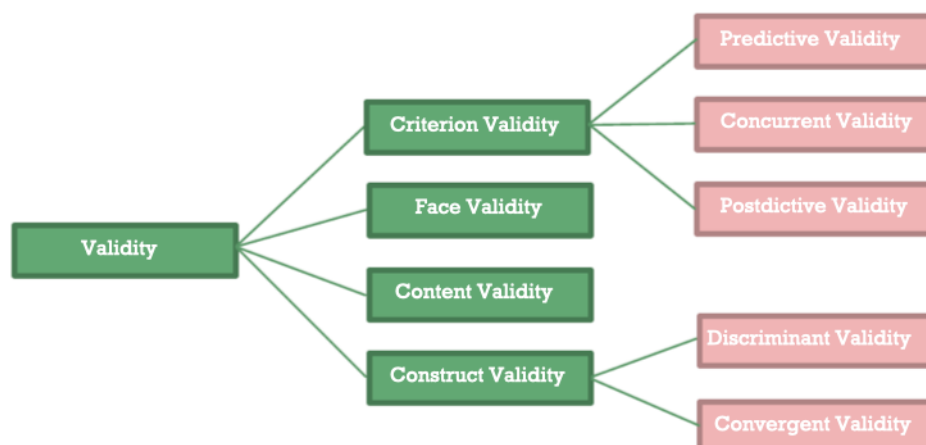 Validity
Criterion Validity
Face Validity
Content Validity
Construct Validity
Predictive Validity
Concurrent Validity
Postdictive Validity
Discriminant Validity
Convergent Validity